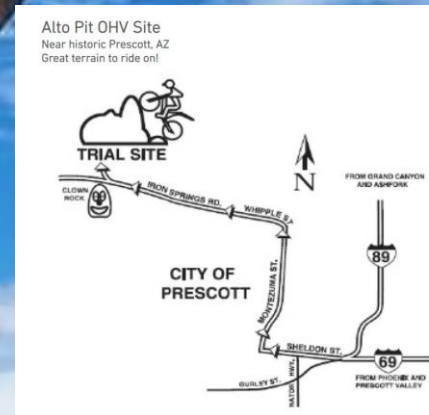 Alto Pit OHV Site
Near historic Prescott, AZ
Great terrain to ride on!
TRIAL SITE
N
FROM GRAND CANYON
AND ASHFORK
CLOWN
ROCK
IRON SPRINGS RD.
WHIPPLE ST.
89
CITY OF
PRESCOTT
MONTEZUMA ST.
SHELDON ST.
69
GURLEY ST.
HWY.
FROM PHOENIX AND
PRESCOTT VALLEY